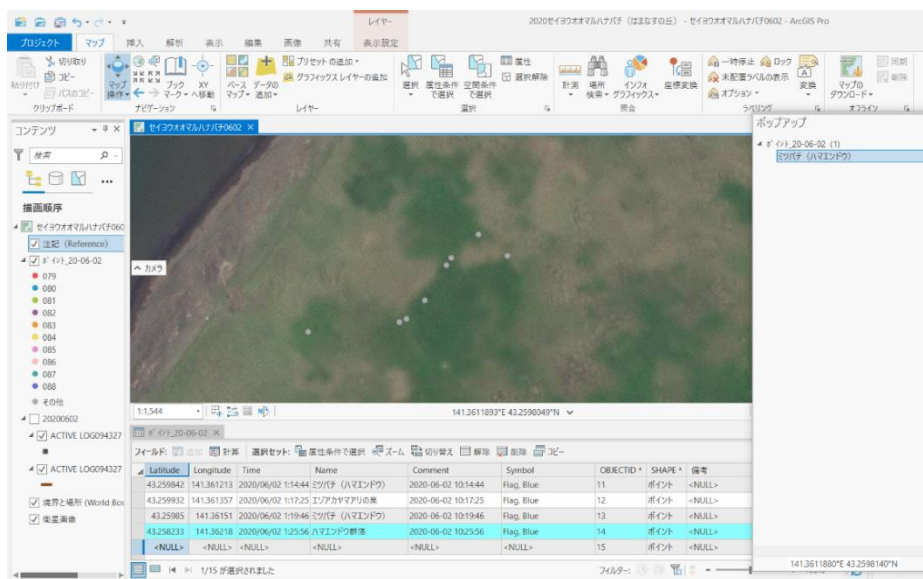 レイヤー
2020セイヨウオオマルハナバチ（はまなすの丘） - セイヨウオオマルハナバチ0602 - ArcGIS Pro
プロジェクト マップ 挿入 解析 表示 編集 画像 共有 表示設定
貼り付け
切り取り
コピー
パスのコピー
クリップボード
マップ操作
ブックマーク
XY へ移動
ナビゲーション
ベースマップ
データの追加
プリセットの追加
グラフィックス レイヤーの追加
レイヤー
選択
属性条件で選択
空間条件で選択
属性
選択解除
選択
計測
場所検索
インフォグラフィックス
座標変換
照会
一時停止 ロック
未配置ラベルの表示
オプション
変換
ラベリング
マップのダウンロード
同期
削除
オフライン
コンテンツ
検索
描画順序
セイヨウオオマルハナバチ060
注記 (Reference)
ﾎﾟｲﾝﾄ_20-06-02
079
080
081
082
083
084
085
086
087
088
その他
20200602
ACTIVE LOG094327
ACTIVE LOG094327
境界と場所 (World Bou
衛星画像
セイヨウオオマルハナバチ0602
カメラ
1:1,544
141.3611893°E 43.2598049°N
ポップアップ
ﾎﾟｲﾝﾄ_20-06-02 (1)
ミツバチ（ハマエンドウ）
141.3611880°E 43.2598140°N
ﾎﾟｲﾝﾄ_20-06-02
フィールド: 追加 計算 選択セット: 属性条件で選択 ズーム 切り替え 解除 削除 コピー
Latitude Longitude Time Name Comment Symbol OBJECTID * SHAPE * 備考
43.259842 141.361213 2020/06/02 1:14:44 ミツバチ（ハマエンドウ） 2020-06-02 10:14:44 Flag, Blue 11 ポイント <NULL>
43.259932 141.361357 2020/06/02 1:17:25 エゾアカヤマアリの巣 2020-06-02 10:17:25 Flag, Blue 12 ポイント <NULL>
43.25985 141.36151 2020/06/02 1:19:46 ミツバチ（ハマエンドウ） 2020-06-02 10:19:46 Flag, Blue 13 ポイント <NULL>
43.258233 141.36218 2020/06/02 1:25:56 ハマエンドウ群落 2020-06-02 10:25:56 Flag, Blue 14 ポイント <NULL>
<NULL> <NULL> <NULL> <NULL> <NULL> <NULL> 15 ポイント <NULL>
1/15 が選択されました
フィルター: